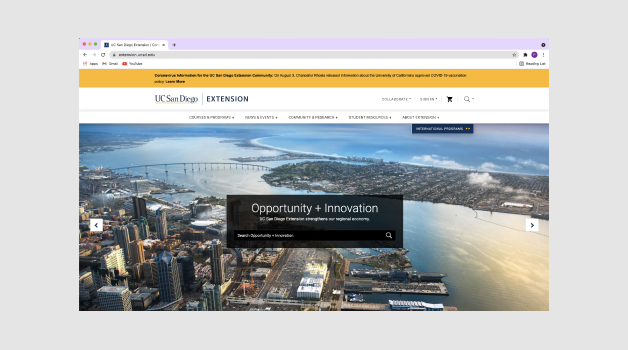 UC San Diego Extension | Con
extension.ucsd.edu
Apps Gmail YouTube Reading List
Coronavirus Information for the UC San Diego Extension Community: On August 3, Chancellor Khosla released information about the University of California's approved COVID-19 vaccination
policy. Learn More
UC San Diego EXTENSION
COLLABORATE SIGN IN
COURSES & PROGRAMS NEWS & EVENTS COMMUNITY & RESEARCH STUDENT RESOURCES ABOUT EXTENSION
INTERNATIONAL PROGRAMS
Opportunity + Innovation
UC San Diego Extension strengthens our regional economy.
Search Opportunity + Innovation